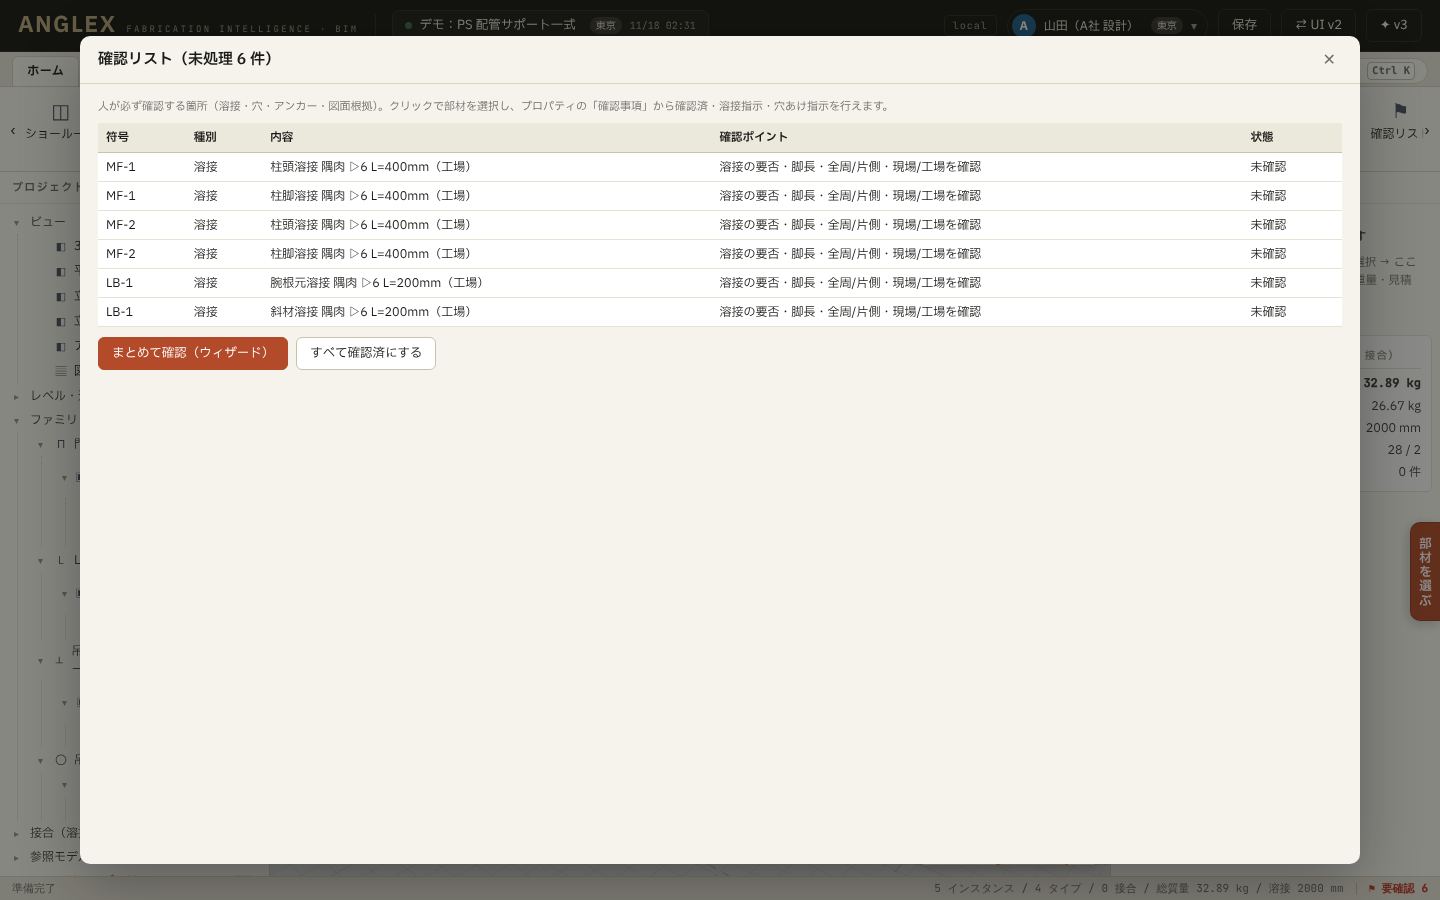 ANGLEX FABRICATION INTELLIGENCE · BIM
デモ：PS 配管サポート一式 東京 11/18 02:31
local
A 山田（A社 設計） 東京 ▾
保存
⇄ UI v2
✦ v3
ホーム
Ctrl K
確認リスト（未処理 6 件）
×
人が必ず確認する箇所（溶接・穴・アンカー・図面根拠）。クリックで部材を選択し、プロパティの「確認事項」から確認済・溶接指示・穴あけ指示を行えます。
符号 種別 内容 確認ポイント 状態
MF-1 溶接 柱頭溶接 隅肉 ▷6 L=400mm（工場） 溶接の要否・脚長・全周/片側・現場/工場を確認 未確認
MF-1 溶接 柱脚溶接 隅肉 ▷6 L=400mm（工場） 溶接の要否・脚長・全周/片側・現場/工場を確認 未確認
MF-2 溶接 柱頭溶接 隅肉 ▷6 L=400mm（工場） 溶接の要否・脚長・全周/片側・現場/工場を確認 未確認
MF-2 溶接 柱脚溶接 隅肉 ▷6 L=400mm（工場） 溶接の要否・脚長・全周/片側・現場/工場を確認 未確認
LB-1 溶接 腕根元溶接 隅肉 ▷6 L=200mm（工場） 溶接の要否・脚長・全周/片側・現場/工場を確認 未確認
LB-1 溶接 斜材溶接 隅肉 ▷6 L=200mm（工場） 溶接の要否・脚長・全周/片側・現場/工場を確認 未確認
まとめて確認（ウィザード） すべて確認済にする
‹ ショールー
確認リス ›
プロジェクト
ビュー
レベル・
ファミリ
接合（溶
参照モデ
選択 → ここ
重量・見積
接合）
32.89 kg
26.67 kg
2000 mm
28 / 2
0 件
部材を選ぶ
準備完了
5 インスタンス / 4 タイプ / 0 接合 / 総質量 32.89 kg / 溶接 2000 mm
⚑ 要確認 6